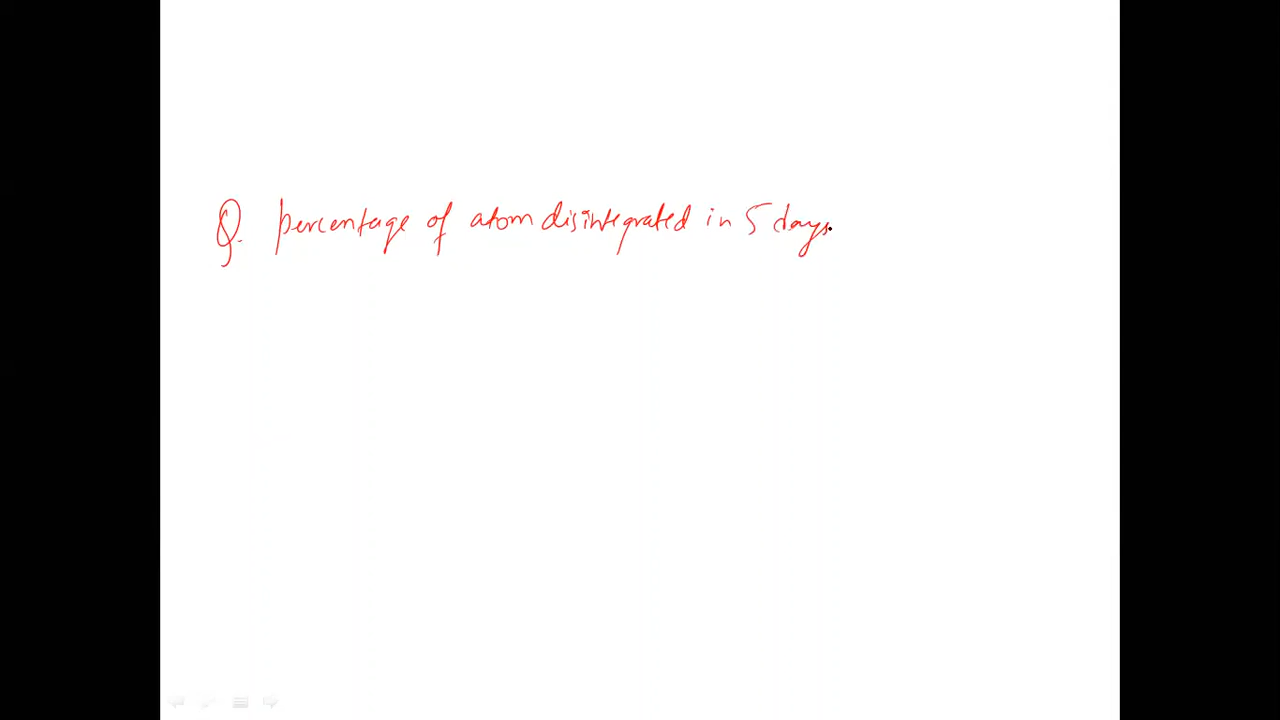 Q. percentage of atom disintegrated in 5 days.